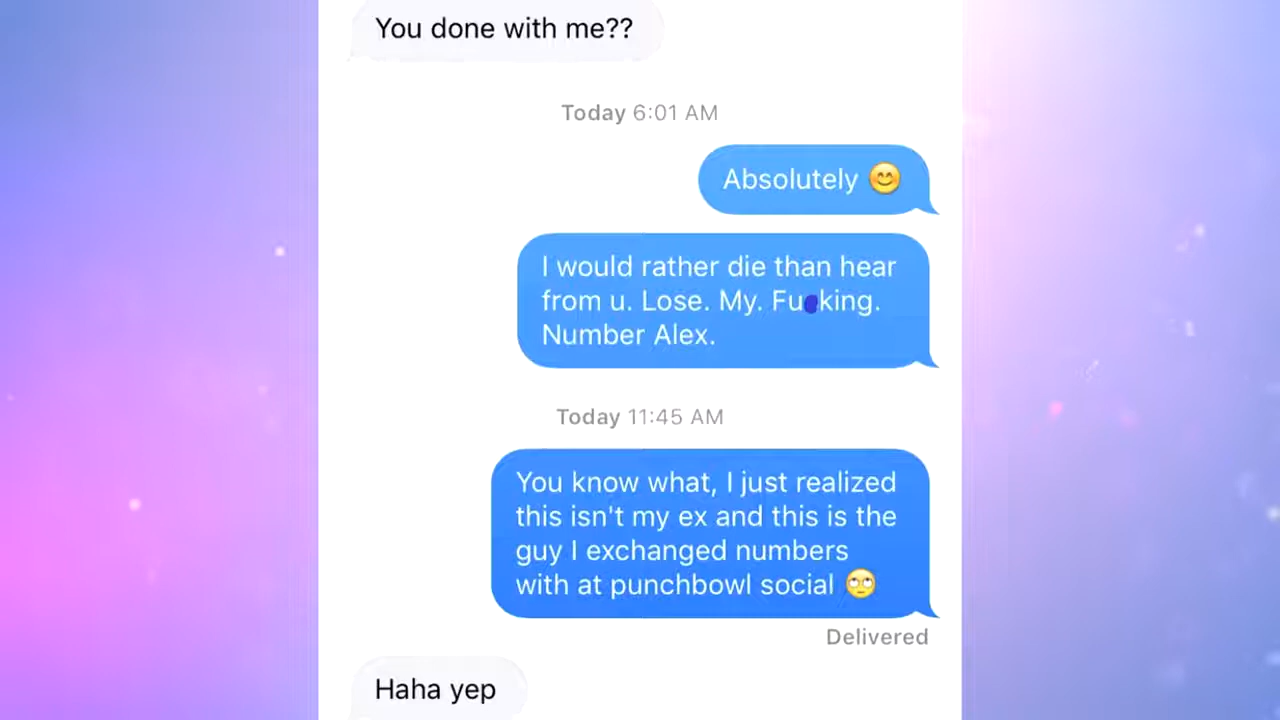 You done with me??
Today 6:01 AM
Absolutely 😊
I would rather die than hear
from u. Lose. My. Fu king.
Number Alex.
Today 11:45 AM
You know what, I just realized
this isn't my ex and this is the
guy I exchanged numbers
with at punchbowl social 🙄
Delivered
Haha yep